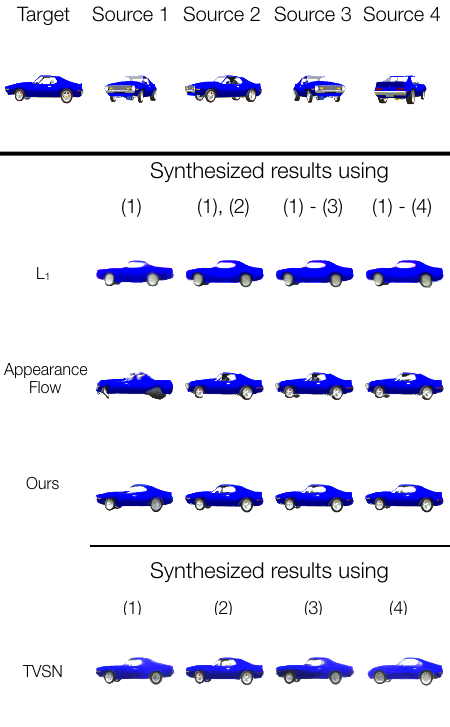 Target Source 1 Source 2 Source 3 Source 4
Synthesized results using
(1) (1), (2) (1) - (3) (1) - (4)
L₁
Appearance
Flow
Ours
Synthesized results using
(1) (2) (3) (4)
TVSN